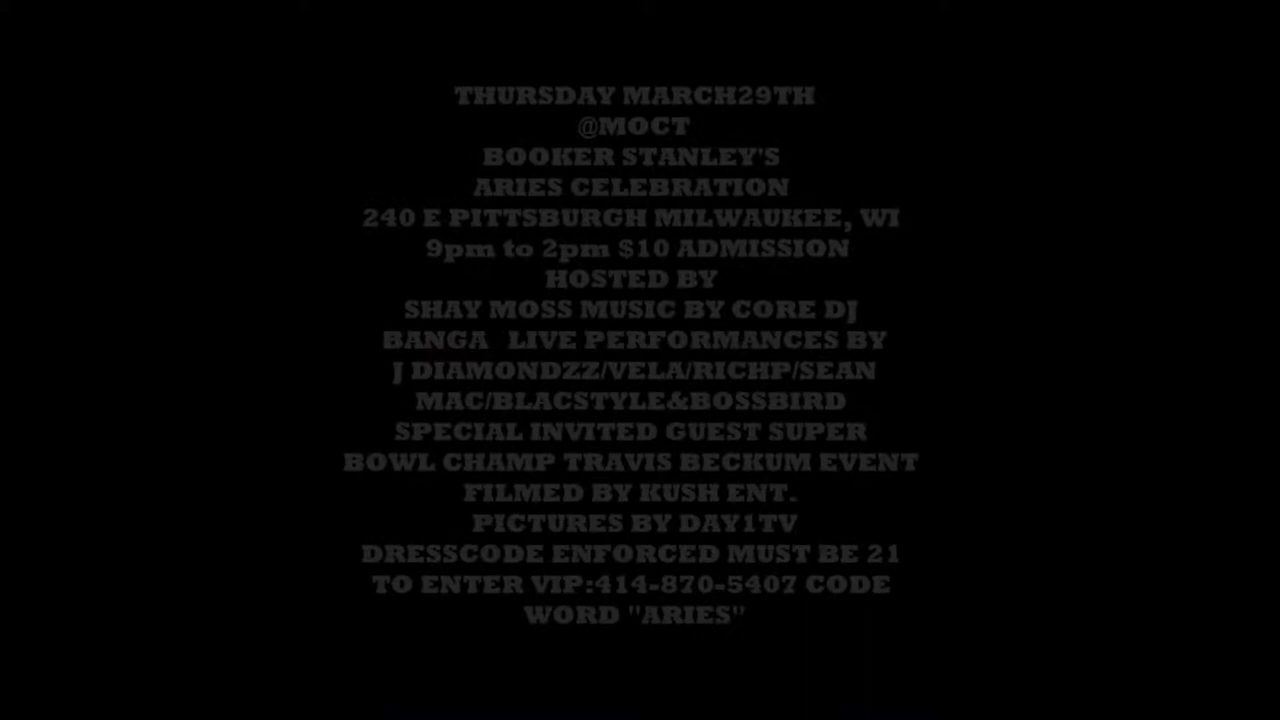 THURSDAY MARCH29TH
@MOCT
BOOKER STANLEY'S
ARIES CELEBRATION
240 E PITTSBURGH MILWAUKEE, WI
9pm to 2pm $10 ADMISSION
HOSTED BY
SHAY MOSS MUSIC BY CORE DJ
BANGA LIVE PERFORMANCES BY
J DIAMONDZZ/VELA/RICHP/SEAN
MAC/BLACSTYLE&BOSSBIRD
SPECIAL INVITED GUEST SUPER
BOWL CHAMP TRAVIS BECKUM EVENT
FILMED BY KUSH ENT.
PICTURES BY DAY1TV
DRESSCODE ENFORCED MUST BE 21
TO ENTER VIP:414-870-5407 CODE
WORD "ARIES"